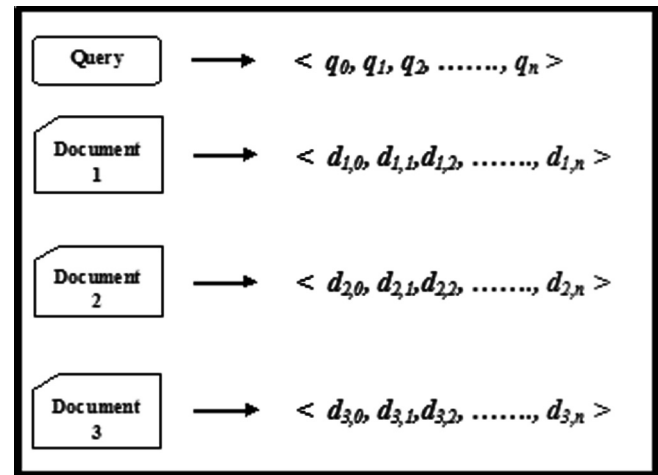 Query < q0, q1, q2, ......., qn >
Document 1 < d1,0, d1,1,d1,2, ......., d1,n >
Document 2 < d2,0, d2,1,d2,2, ......., d2,n >
Document 3 < d3,0, d3,1,d3,2, ......., d3,n >